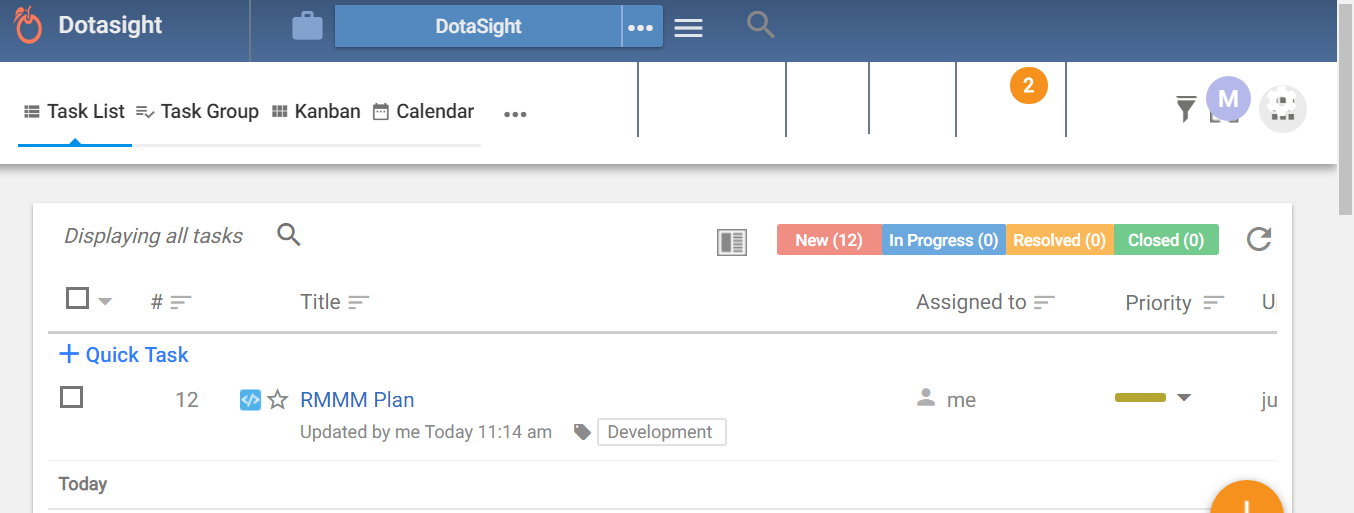 Dotasight
DotaSight
Task List Task Group Kanban Calendar
2
M
Displaying all tasks
New (12) In Progress (0) Resolved (0) Closed (0)
# Title Assigned to Priority
Quick Task
12 RMMM Plan me ju
Updated by me Today 11:14 am Development
Today